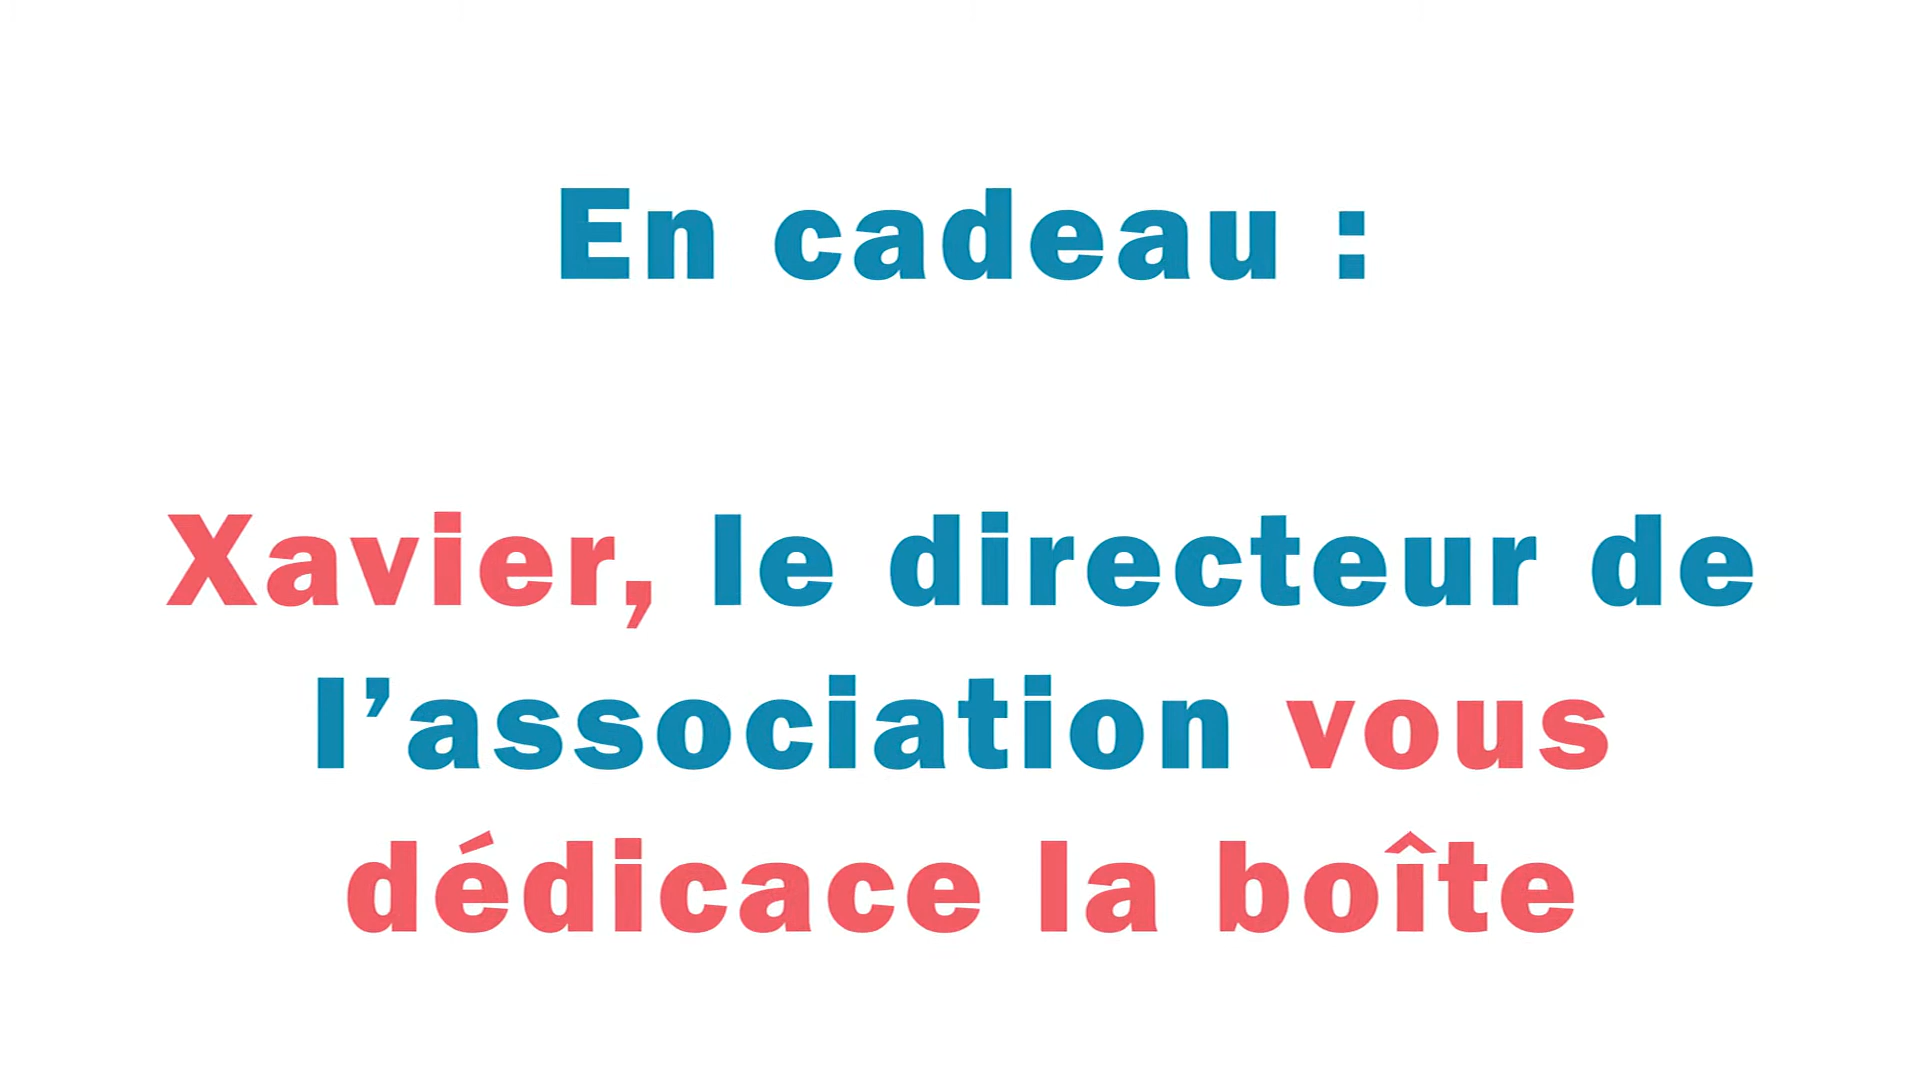 En cadeau :
Xavier, le directeur de
l’association vous
dédicace la boîte